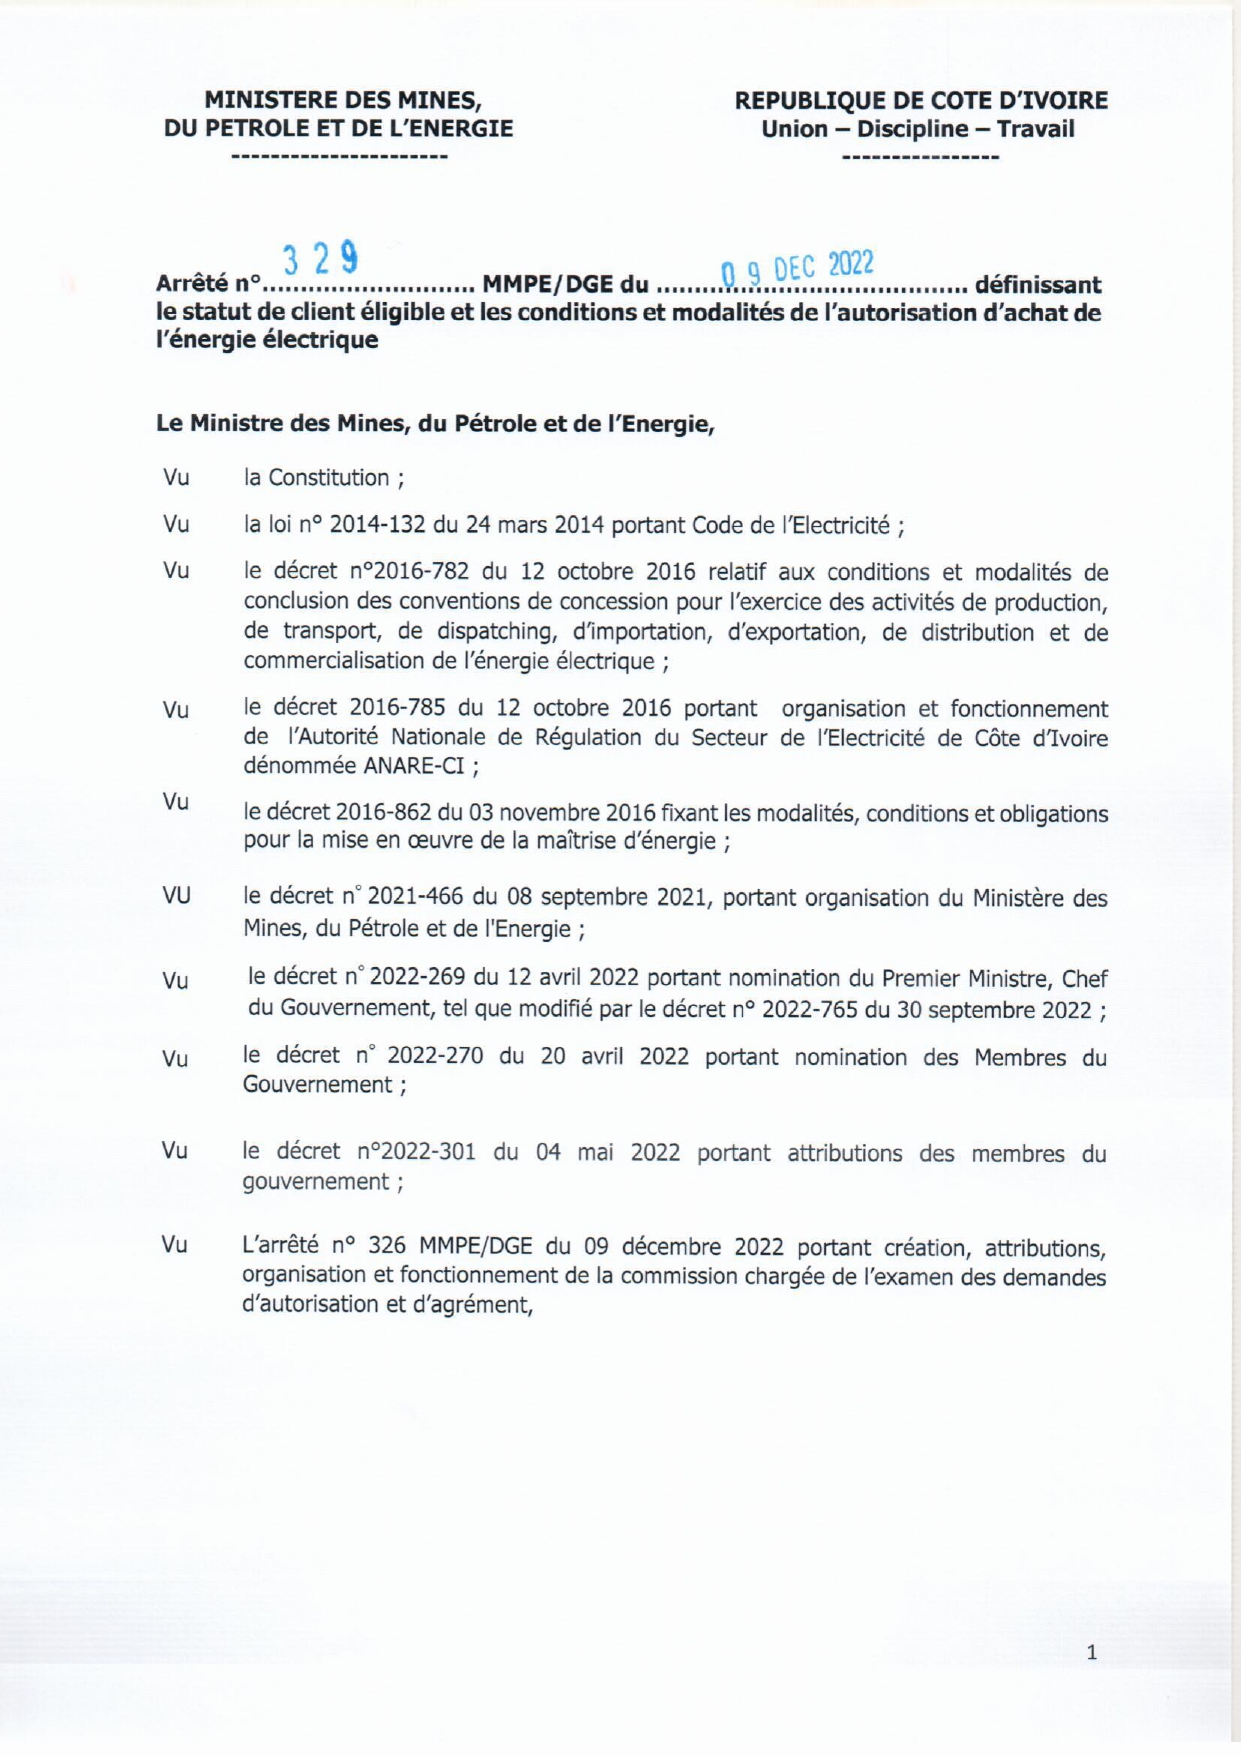 MINISTERE DES MINES,
DU PETROLE ET DE L'ENERGIE
----------------------
REPUBLIQUE DE COTE D'IVOIRE
Union – Discipline – Travail
----------------
Arrêté n°...329... MMPE/DGE du ...09 DEC 2022... définissant
le statut de client éligible et les conditions et modalités de l'autorisation d'achat de
l'énergie électrique
Le Ministre des Mines, du Pétrole et de l'Energie,
Vu la Constitution ;
Vu la loi n° 2014-132 du 24 mars 2014 portant Code de l'Electricité ;
Vu le décret n°2016-782 du 12 octobre 2016 relatif aux conditions et modalités de
conclusion des conventions de concession pour l'exercice des activités de production,
de transport, de dispatching, d'importation, d'exportation, de distribution et de
commercialisation de l'énergie électrique ;
Vu le décret 2016-785 du 12 octobre 2016 portant organisation et fonctionnement
de l'Autorité Nationale de Régulation du Secteur de l'Electricité de Côte d'Ivoire
dénommée ANARE-CI ;
Vu le décret 2016-862 du 03 novembre 2016 fixant les modalités, conditions et obligations
pour la mise en œuvre de la maîtrise d'énergie ;
VU le décret n° 2021-466 du 08 septembre 2021, portant organisation du Ministère des
Mines, du Pétrole et de l'Energie ;
Vu le décret n° 2022-269 du 12 avril 2022 portant nomination du Premier Ministre, Chef
du Gouvernement, tel que modifié par le décret n° 2022-765 du 30 septembre 2022 ;
Vu le décret n° 2022-270 du 20 avril 2022 portant nomination des Membres du
Gouvernement ;
Vu le décret n°2022-301 du 04 mai 2022 portant attributions des membres du
gouvernement ;
Vu L'arrêté n° 326 MMPE/DGE du 09 décembre 2022 portant création, attributions,
organisation et fonctionnement de la commission chargée de l'examen des demandes
d'autorisation et d'agrément,
1